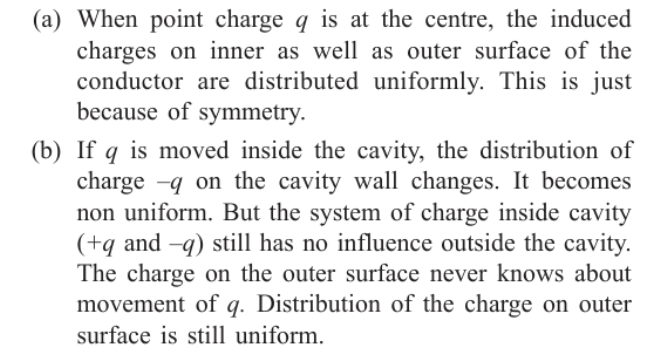 (a) When point charge q is at the centre, the induced
charges on inner as well as outer surface of the
conductor are distributed uniformly. This is just
because of symmetry.
(b) If q is moved inside the cavity, the distribution of
charge –q on the cavity wall changes. It becomes
non uniform. But the system of charge inside cavity
(+q and –q) still has no influence outside the cavity.
The charge on the outer surface never knows about
movement of q. Distribution of the charge on outer
surface is still uniform.